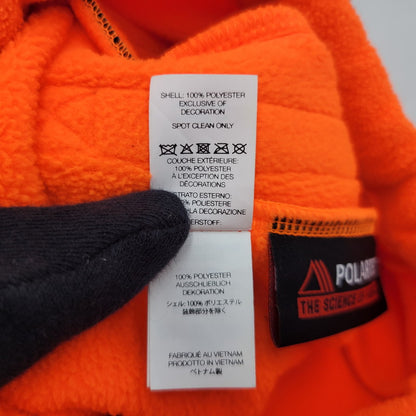 SHELL: 100% POLYESTER
EXCLUSIVE OF
DECORATION
SPOT CLEAN ONLY
COUCHE EXTÉRIEURE:
100% POLYESTER
À L'EXCEPTION DES
DÉCORATIONS
STRATO ESTERNO:
POLIESTERE
LA DECORAZIONE
100% POLYESTER
AUSSCHLIEßLICH
DEKORATION
シェル: 100% ポリエステル
装飾部分を除く
FABRIQUÉ AU VIETNAM
PRODOTTO IN VIETNAM
ベトナム製
THE SCIENCE OF